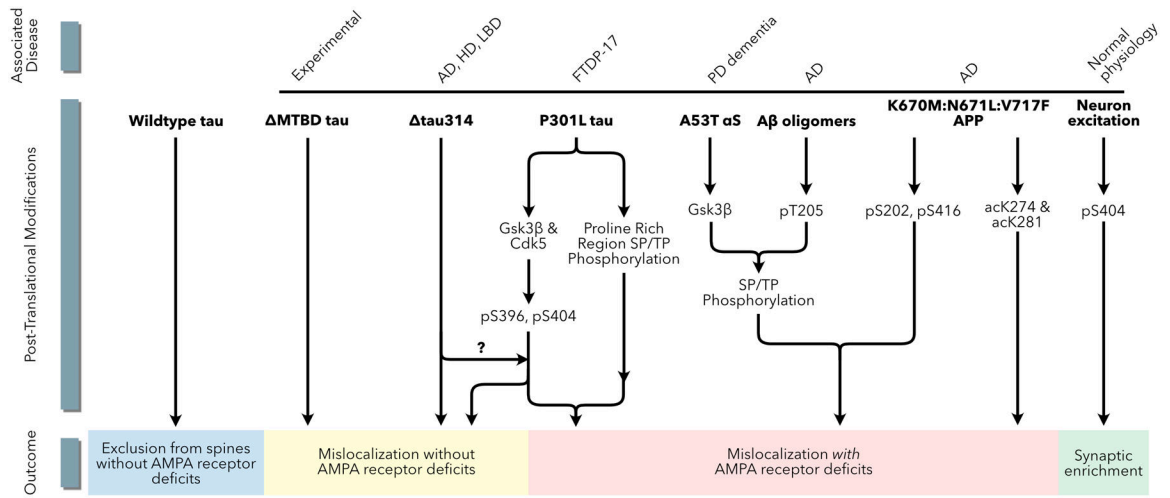 Associated
Disease
Experimental
AD, HD, LBD
FTDP-17
PD dementia
AD
AD
Normal
physiology
Post-Translational Modifications
Wildtype tau
ΔMTBD tau
Δtau314
P301L tau
A53T αS
Aβ oligomers
K670M:N671L:V717F
APP
Neuron
excitation
Gsk3β &
Cdk5
Proline Rich
Region SP/TP
Phosphorylation
Gsk3β
pT205
pS202, pS416
acK274 &
acK281
pS404
SP/TP
Phosphorylation
pS396, pS404
?
Outcome
Exclusion from spines
without AMPA receptor
deficits
Mislocalization without
AMPA receptor deficits
Mislocalization with
AMPA receptor deficits
Synaptic
enrichment